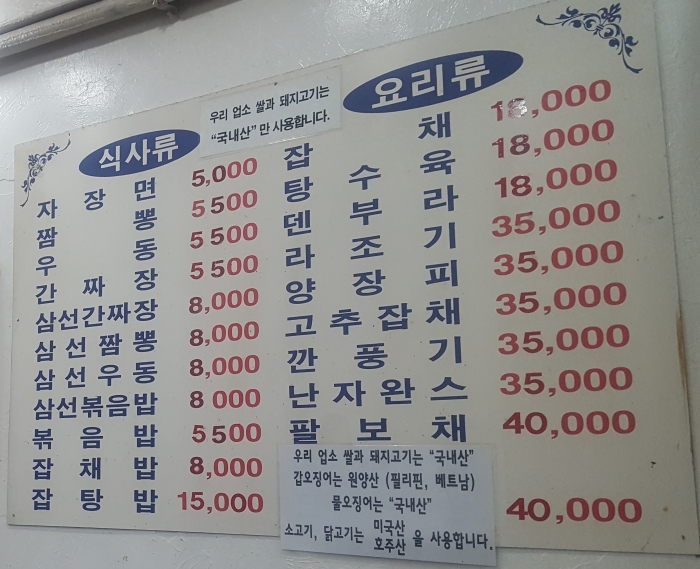 식사류
자장면 5,000
짬뽕 5500
우동 5500
간짜장 5500
삼선간짜장 8,000
삼선짬뽕 8,000
삼선우동 8,000
삼선볶음밥 8 000
볶음밥 5500
잡채밥 8,000
잡탕밥 15,000
우리 업소 쌀과 돼지고기는
“국내산” 만 사용합니다.
요리류
잡채 18,000
탕수육 18,000
덴부라 18,000
라조기 35,000
양장피 35,000
고추잡채 35,000
깐풍기 35,000
난자완스 35,000
팔보채 40,000
40,000
우리 업소 쌀과 돼지고기는 “국내산”
갑오징어는 원양산 (필리핀, 베트남)
물오징어는 “국내산”
소고기, 닭고기는 미국산 호주산 을 사용합니다.